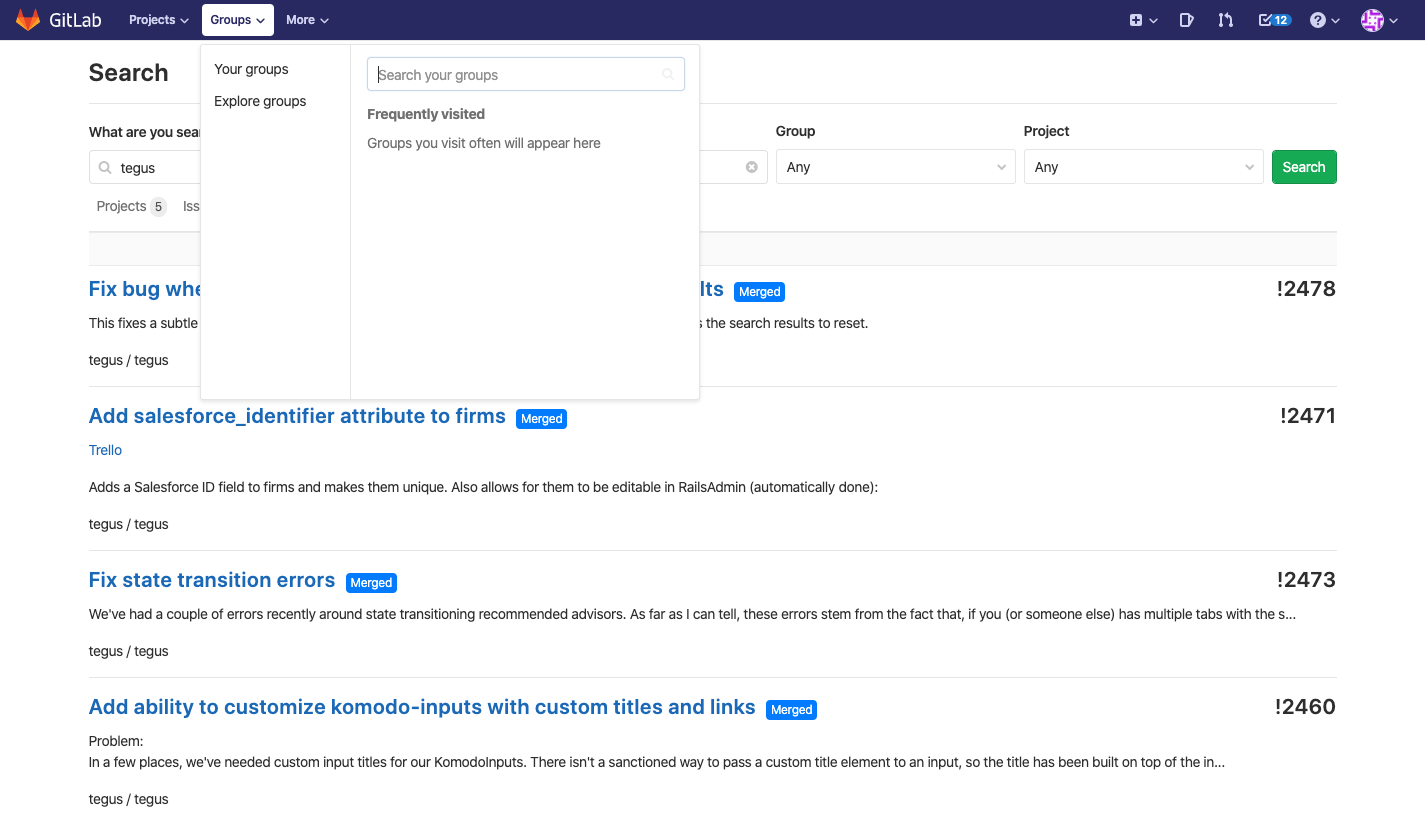 GitLab Projects Groups More 12
Your groups
Explore groups
Search your groups
Frequently visited
Groups you visit often will appear here
Search
What are you sear
Group
Project
tegus
Any
Any
Search
Projects 5 Iss
Fix bug whe lts Merged !2478
This fixes a subtle s the search results to reset.
tegus / tegus
Add salesforce_identifier attribute to firms Merged !2471
Trello
Adds a Salesforce ID field to firms and makes them unique. Also allows for them to be editable in RailsAdmin (automatically done):
tegus / tegus
Fix state transition errors Merged !2473
We've had a couple of errors recently around state transitioning recommended advisors. As far as I can tell, these errors stem from the fact that, if you (or someone else) has multiple tabs with the s...
tegus / tegus
Add ability to customize komodo-inputs with custom titles and links Merged !2460
Problem:
In a few places, we've needed custom input titles for our KomodoInputs. There isn't a sanctioned way to pass a custom title element to an input, so the title has been built on top of the in...
tegus / tegus